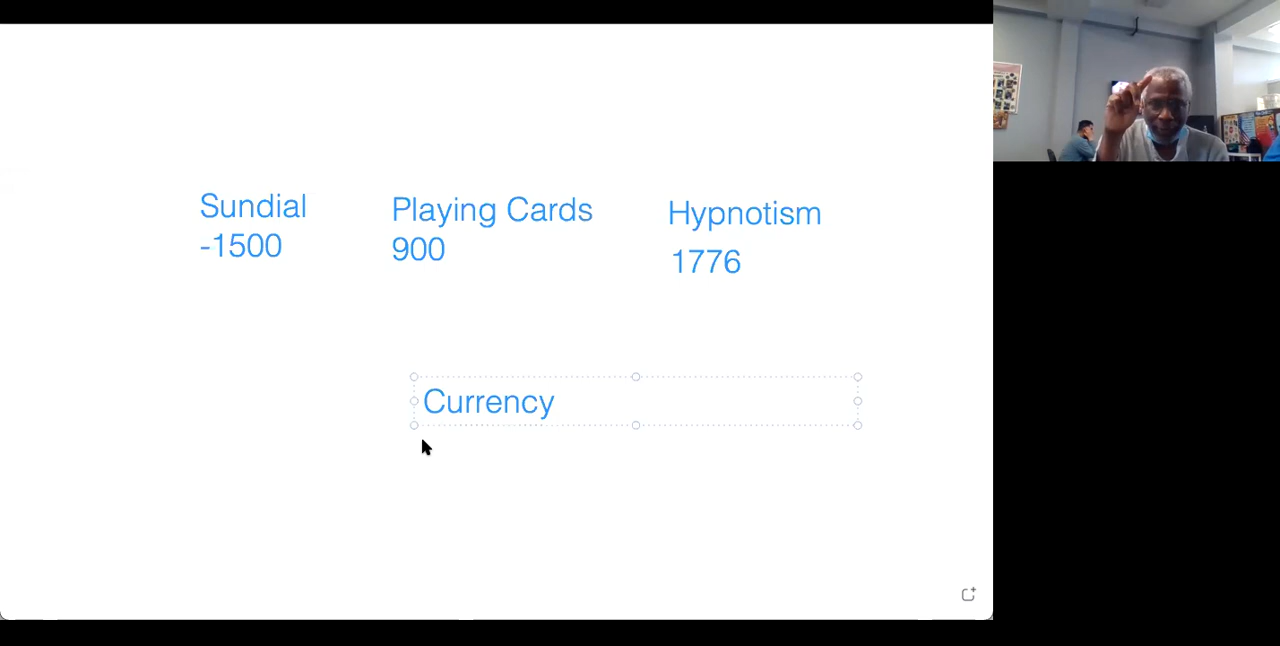 Sundial
-1500
Playing Cards
900
Hypnotism
1776
Currency